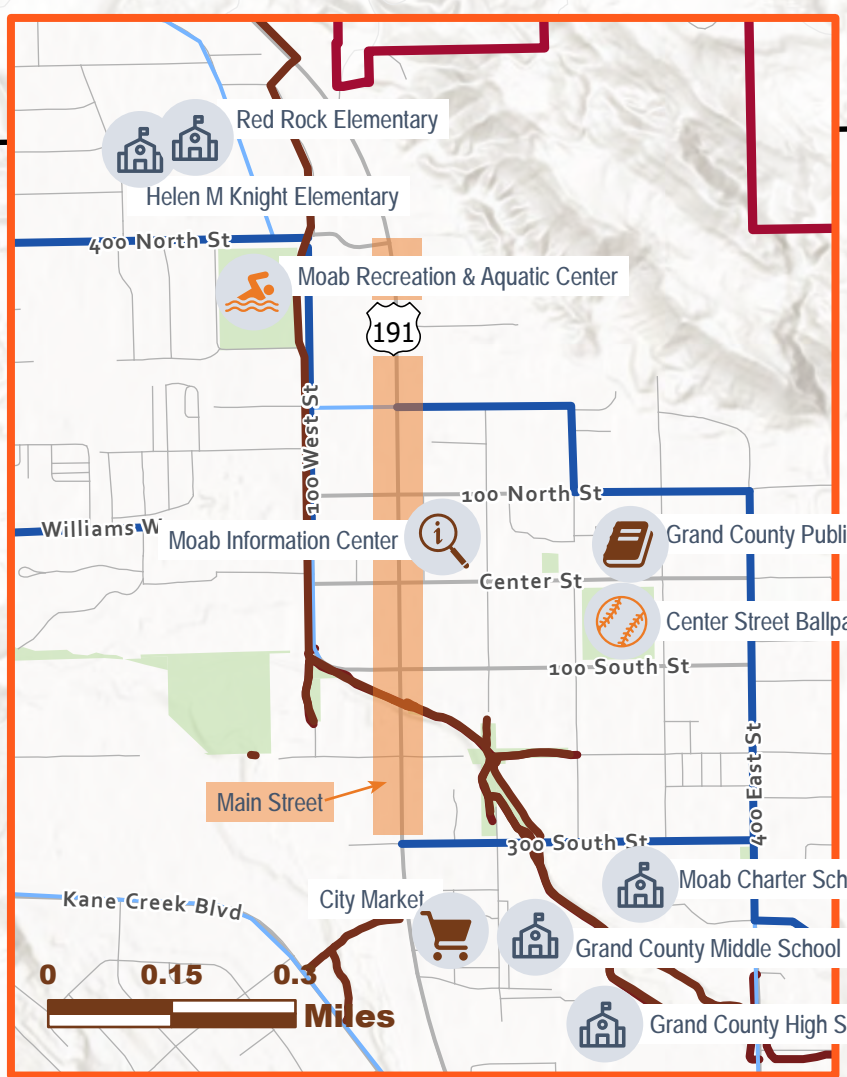 Red Rock Elementary
Helen M Knight Elementary
400 North St
Moab Recreation & Aquatic Center
191
100 West St
100 North St
Williams W
Moab Information Center
Grand County Publi
Center St
Center Street Ballpa
100 South St
400 East St
Main Street
300 South St
Moab Charter Sch
City Market
Kane Creek Blvd
Grand County Middle School
0 0.15 0.3
Miles
Grand County High S